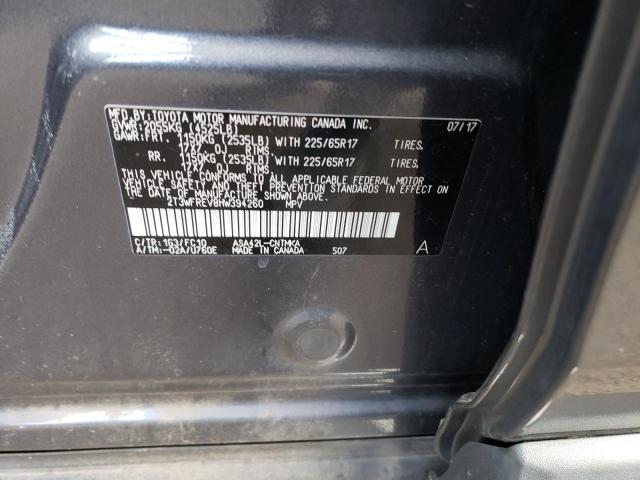 MFD.BY:TOYOTA MOTOR MANUFACTURING CANADA INC. 07/17
GVWR:2055KG (4525LB)
GAWR:FRT. 1150KG (2535LB) WITH 225/65R17 TIRES.
17X7.0J RIMS
RR. 1150KG (2535LB) WITH 225/65R17 TIRES.
17X7.0J RIMS
THIS VEHICLE CONFORMS TO ALL APPLICABLE FEDERAL MOTOR
VEHICLE SAFETY AND THEFT PREVENTION STANDARDS IN EFFECT ON
THE DATE OF MANUFACTURE SHOWN ABOVE.
2T3WFREV8HW394260 MPV
C/TR:1G3/FC10 ASA42L-CNTMKA
A/TM:-02A/U760E MADE IN CANADA 507 A